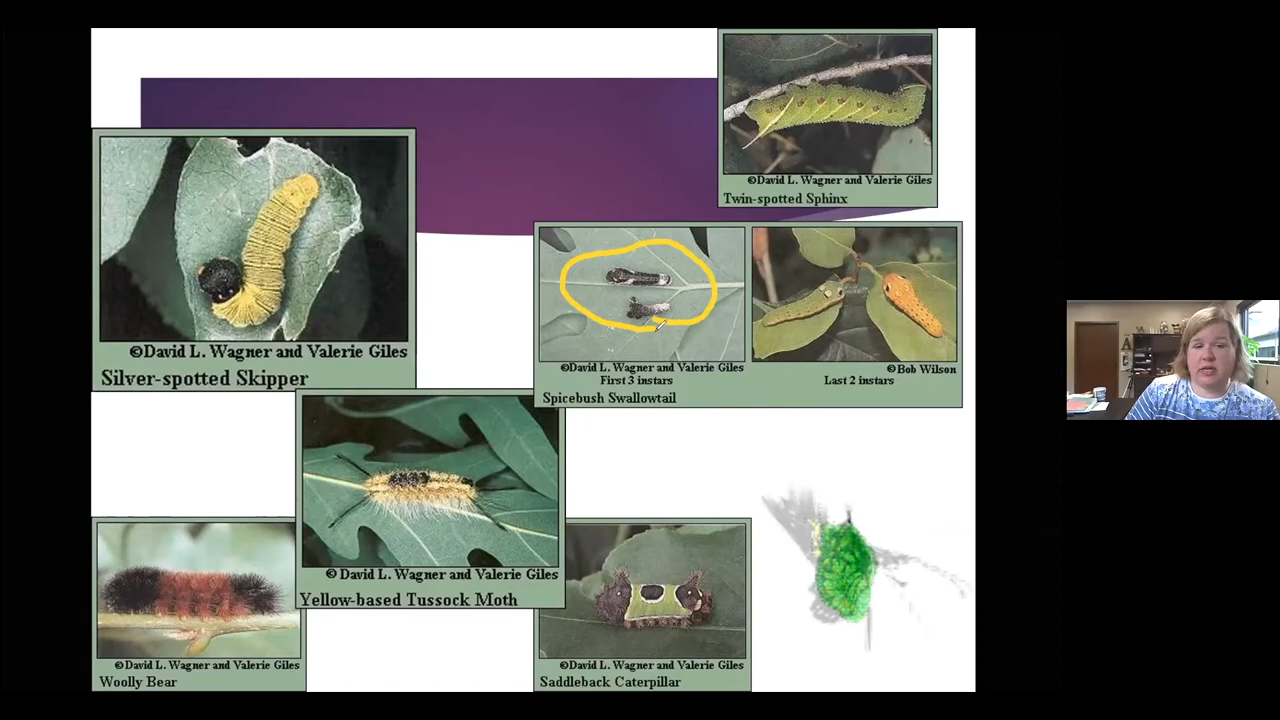 ©David L. Wagner and Valerie Giles
Twin-spotted Sphinx
©David L. Wagner and Valerie Giles
Silver-spotted Skipper
©David L. Wagner and Valerie Giles
First 3 instars
©Bob Wilson
Last 2 instars
Spicebush Swallowtail
© David L. Wagner and Valerie Giles
Yellow-based Tussock Moth
©David L. Wagner and Valerie Giles
Woolly Bear
©David L. Wagner and Valerie Giles
Saddleback Caterpillar